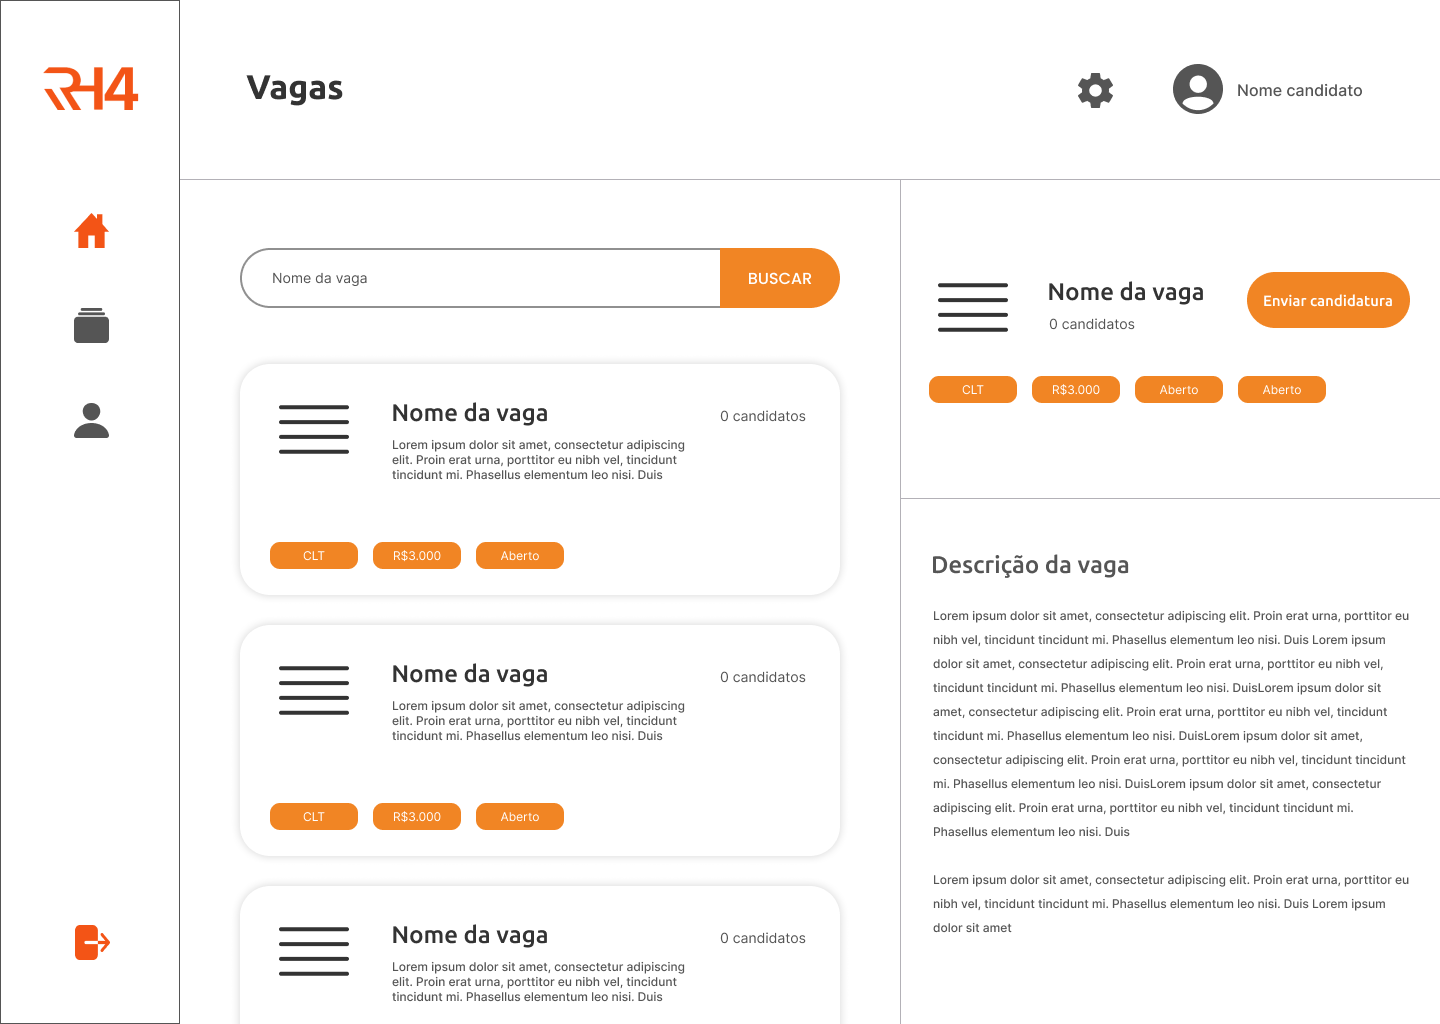 RH4
Vagas
Nome candidato
Nome da vaga
BUSCAR
Nome da vaga
0 candidatos
Lorem ipsum dolor sit amet, consectetur adipiscing
elit. Proin erat urna, porttitor eu nibh vel, tincidunt
tincidunt mi. Phasellus elementum leo nisi. Duis
CLT
R$3.000
Aberto
Nome da vaga
0 candidatos
Lorem ipsum dolor sit amet, consectetur adipiscing
elit. Proin erat urna, porttitor eu nibh vel, tincidunt
tincidunt mi. Phasellus elementum leo nisi. Duis
CLT
R$3.000
Aberto
Nome da vaga
0 candidatos
Lorem ipsum dolor sit amet, consectetur adipiscing
elit. Proin erat urna, porttitor eu nibh vel, tincidunt
tincidunt mi. Phasellus elementum leo nisi. Duis
Nome da vaga
0 candidatos
Enviar candidatura
CLT
R$3.000
Aberto
Aberto
Descrição da vaga
Lorem ipsum dolor sit amet, consectetur adipiscing elit. Proin erat urna, porttitor eu
nibh vel, tincidunt tincidunt mi. Phasellus elementum leo nisi. Duis Lorem ipsum
dolor sit amet, consectetur adipiscing elit. Proin erat urna, porttitor eu nibh vel,
tincidunt tincidunt mi. Phasellus elementum leo nisi. DuisLorem ipsum dolor sit
amet, consectetur adipiscing elit. Proin erat urna, porttitor eu nibh vel, tincidunt
tincidunt mi. Phasellus elementum leo nisi. DuisLorem ipsum dolor sit amet,
consectetur adipiscing elit. Proin erat urna, porttitor eu nibh vel, tincidunt tincidunt
mi. Phasellus elementum leo nisi. DuisLorem ipsum dolor sit amet, consectetur
adipiscing elit. Proin erat urna, porttitor eu nibh vel, tincidunt tincidunt mi.
Phasellus elementum leo nisi. Duis
Lorem ipsum dolor sit amet, consectetur adipiscing elit. Proin erat urna, porttitor eu
nibh vel, tincidunt tincidunt mi. Phasellus elementum leo nisi. Duis Lorem ipsum
dolor sit amet